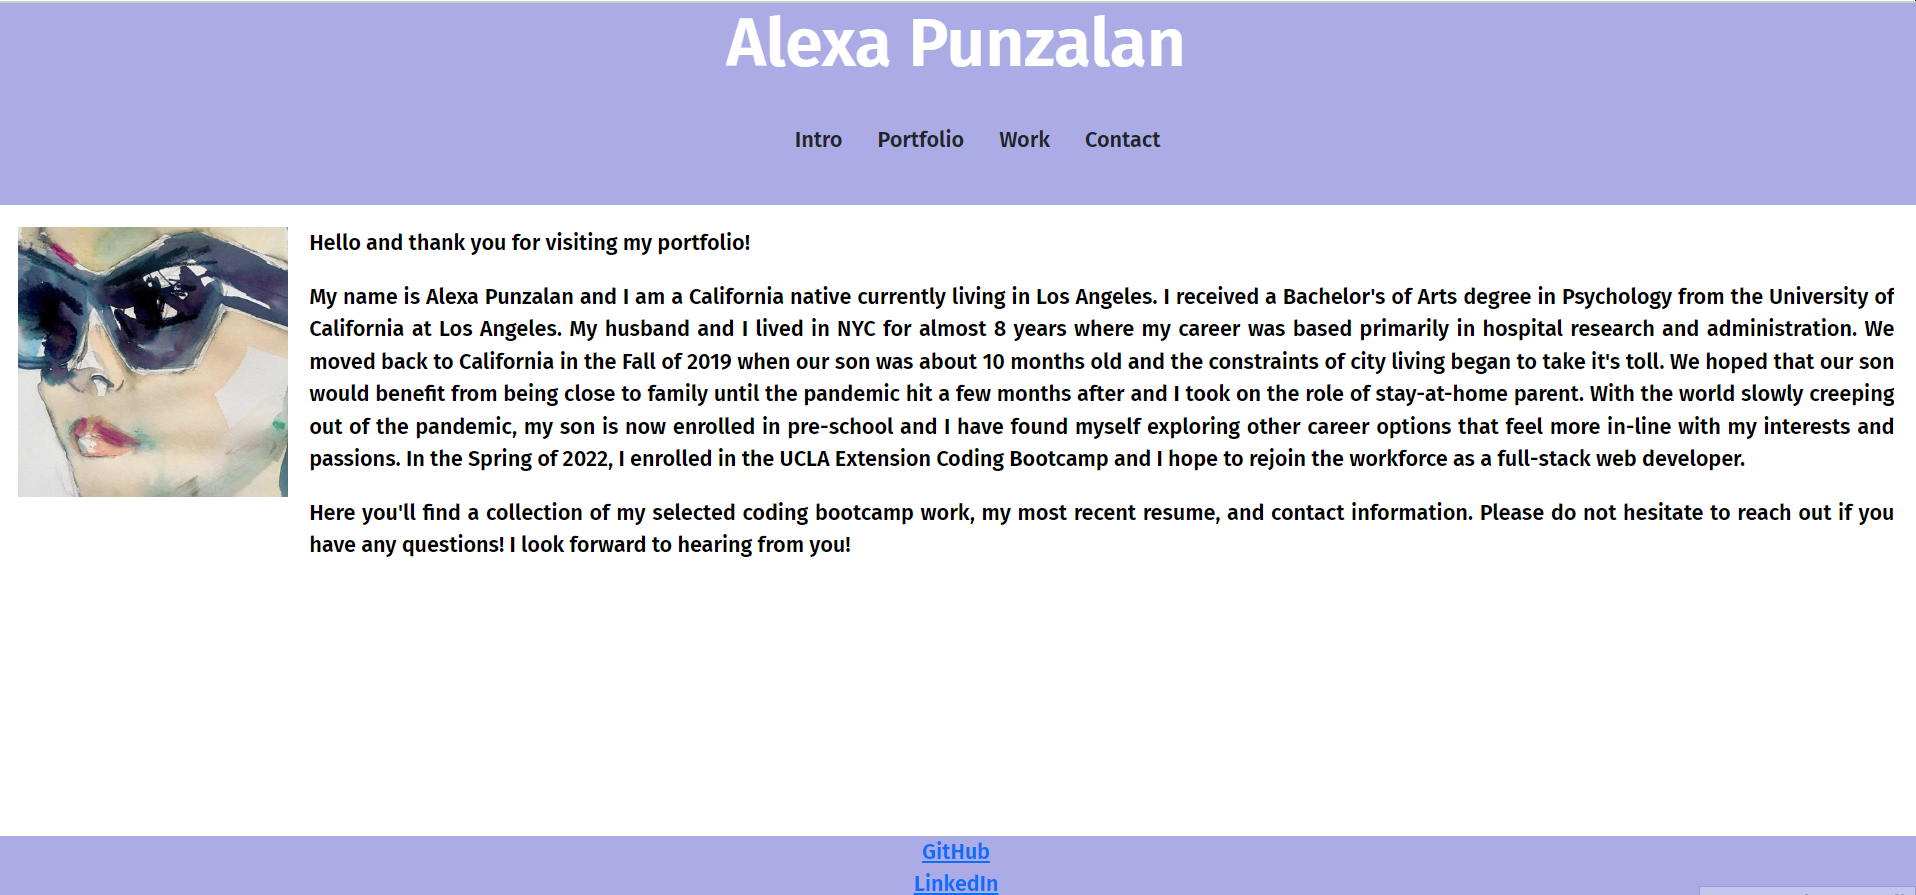 Alexa Punzalan
Intro Portfolio Work Contact
Hello and thank you for visiting my portfolio!
My name is Alexa Punzalan and I am a California native currently living in Los Angeles. I received a Bachelor's of Arts degree in Psychology from the University of
California at Los Angeles. My husband and I lived in NYC for almost 8 years where my career was based primarily in hospital research and administration. We
moved back to California in the Fall of 2019 when our son was about 10 months old and the constraints of city living began to take it's toll. We hoped that our son
would benefit from being close to family until the pandemic hit a few months after and I took on the role of stay-at-home parent. With the world slowly creeping
out of the pandemic, my son is now enrolled in pre-school and I have found myself exploring other career options that feel more in-line with my interests and
passions. In the Spring of 2022, I enrolled in the UCLA Extension Coding Bootcamp and I hope to rejoin the workforce as a full-stack web developer.
Here you'll find a collection of my selected coding bootcamp work, my most recent resume, and contact information. Please do not hesitate to reach out if you
have any questions! I look forward to hearing from you!
GitHub
LinkedIn